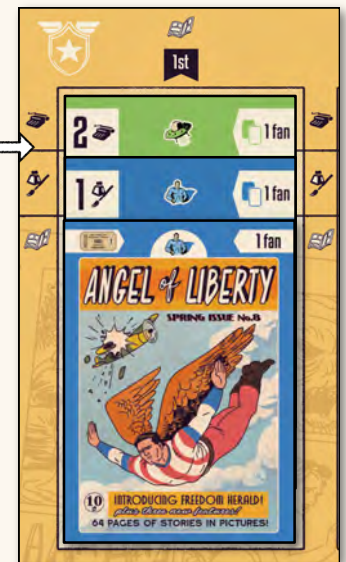 1st
2 1 fan
1 1 fan
1 fan
ANGEL of LIBERTY
SPRING ISSUE No.8
10
INTRODUCING FREEDOM HERALD!
plus three new features!
64 PAGES OF STORIES IN PICTURES!